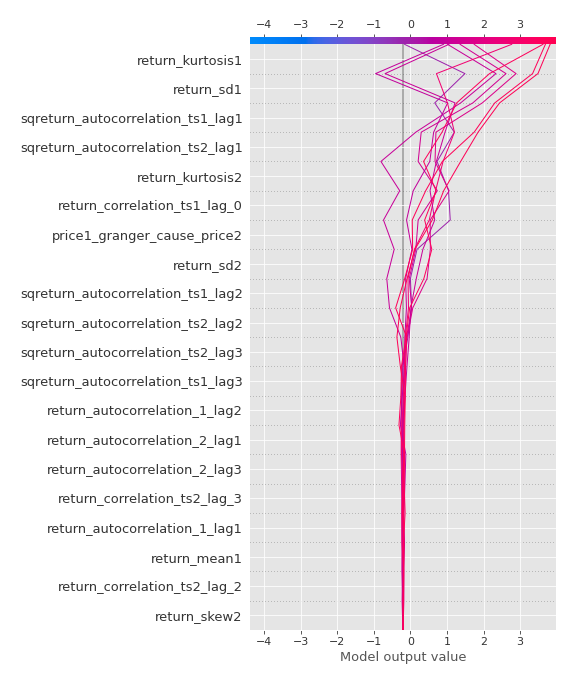 −4 −3 −2 −1 0 1 2 3
return_kurtosis1
return_sd1
sqreturn_autocorrelation_ts1_lag1
sqreturn_autocorrelation_ts2_lag1
return_kurtosis2
return_correlation_ts1_lag_0
price1_granger_cause_price2
return_sd2
sqreturn_autocorrelation_ts1_lag2
sqreturn_autocorrelation_ts2_lag2
sqreturn_autocorrelation_ts2_lag3
sqreturn_autocorrelation_ts1_lag3
return_autocorrelation_1_lag2
return_autocorrelation_2_lag1
return_autocorrelation_2_lag3
return_correlation_ts2_lag_3
return_autocorrelation_1_lag1
return_mean1
return_correlation_ts2_lag_2
return_skew2
−4 −3 −2 −1 0 1 2 3
Model output value